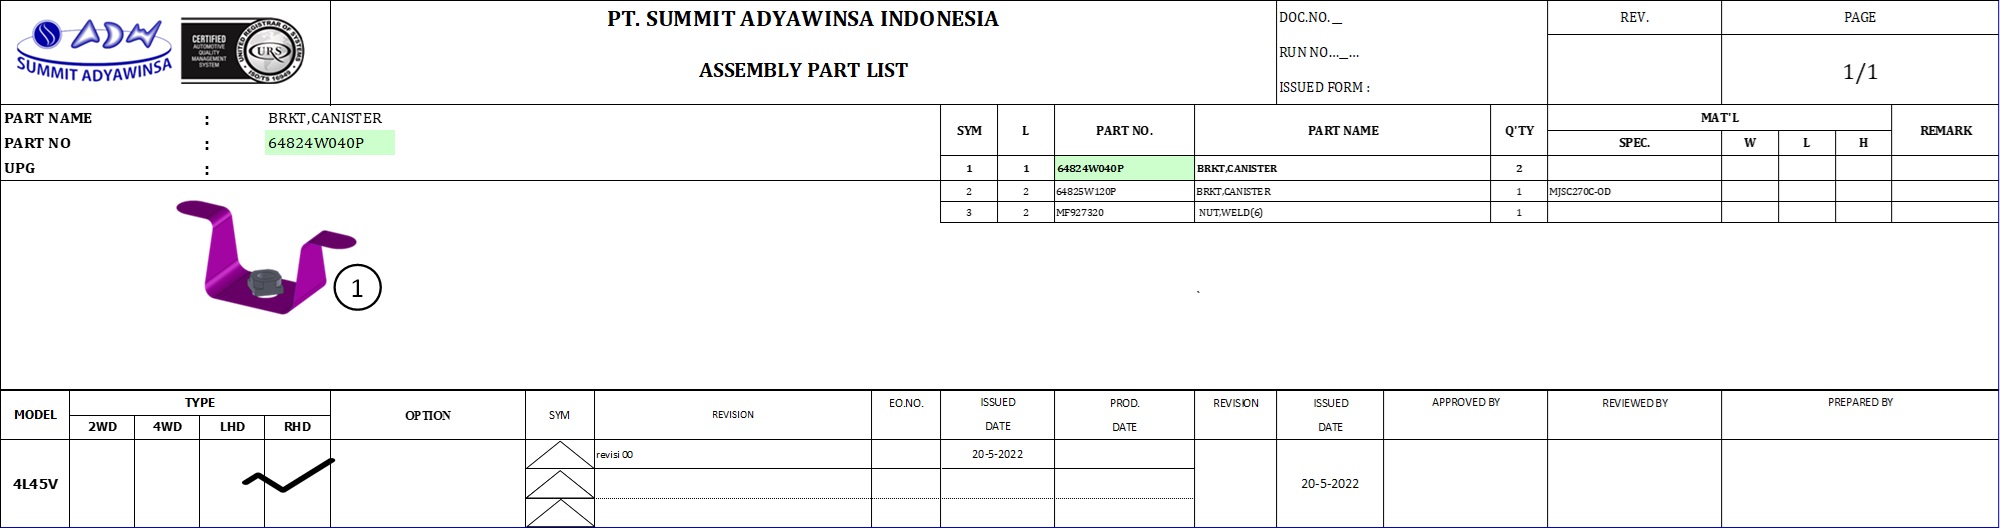 ADW
SUMMIT ADYAWINSA
CERTIFIED
AUTOMOTIVE
QUALITY
MANAGEMENT
SYSTEM
UNITED REGISTRAR OF SYSTEMS
URS
ISO/TS 16949
PT. SUMMIT ADYAWINSA INDONESIA
ASSEMBLY PART LIST
DOC.NO. _
RUN NO..._...
ISSUED FORM :
REV.
PAGE
1/1
PART NAME : BRKT,CANISTER
PART NO : 64824W040P
UPG :
SYM L PART NO. PART NAME Q'TY MAT'L REMARK
SPEC. W L H
1 1 64824W040P BRKT,CANISTER 2
2 2 64825W120P BRKT,CANISTER 1 MJSC270C-OD
3 2 MF927320 NUT,WELD(6) 1
1
`
MODEL TYPE OPTION SYM REVISION EO.NO. ISSUED DATE PROD. DATE REVISION ISSUED DATE APPROVED BY REVIEWED BY PREPARED BY
2WD 4WD LHD RHD
revisi 00 20-5-2022
4L45V 20-5-2022